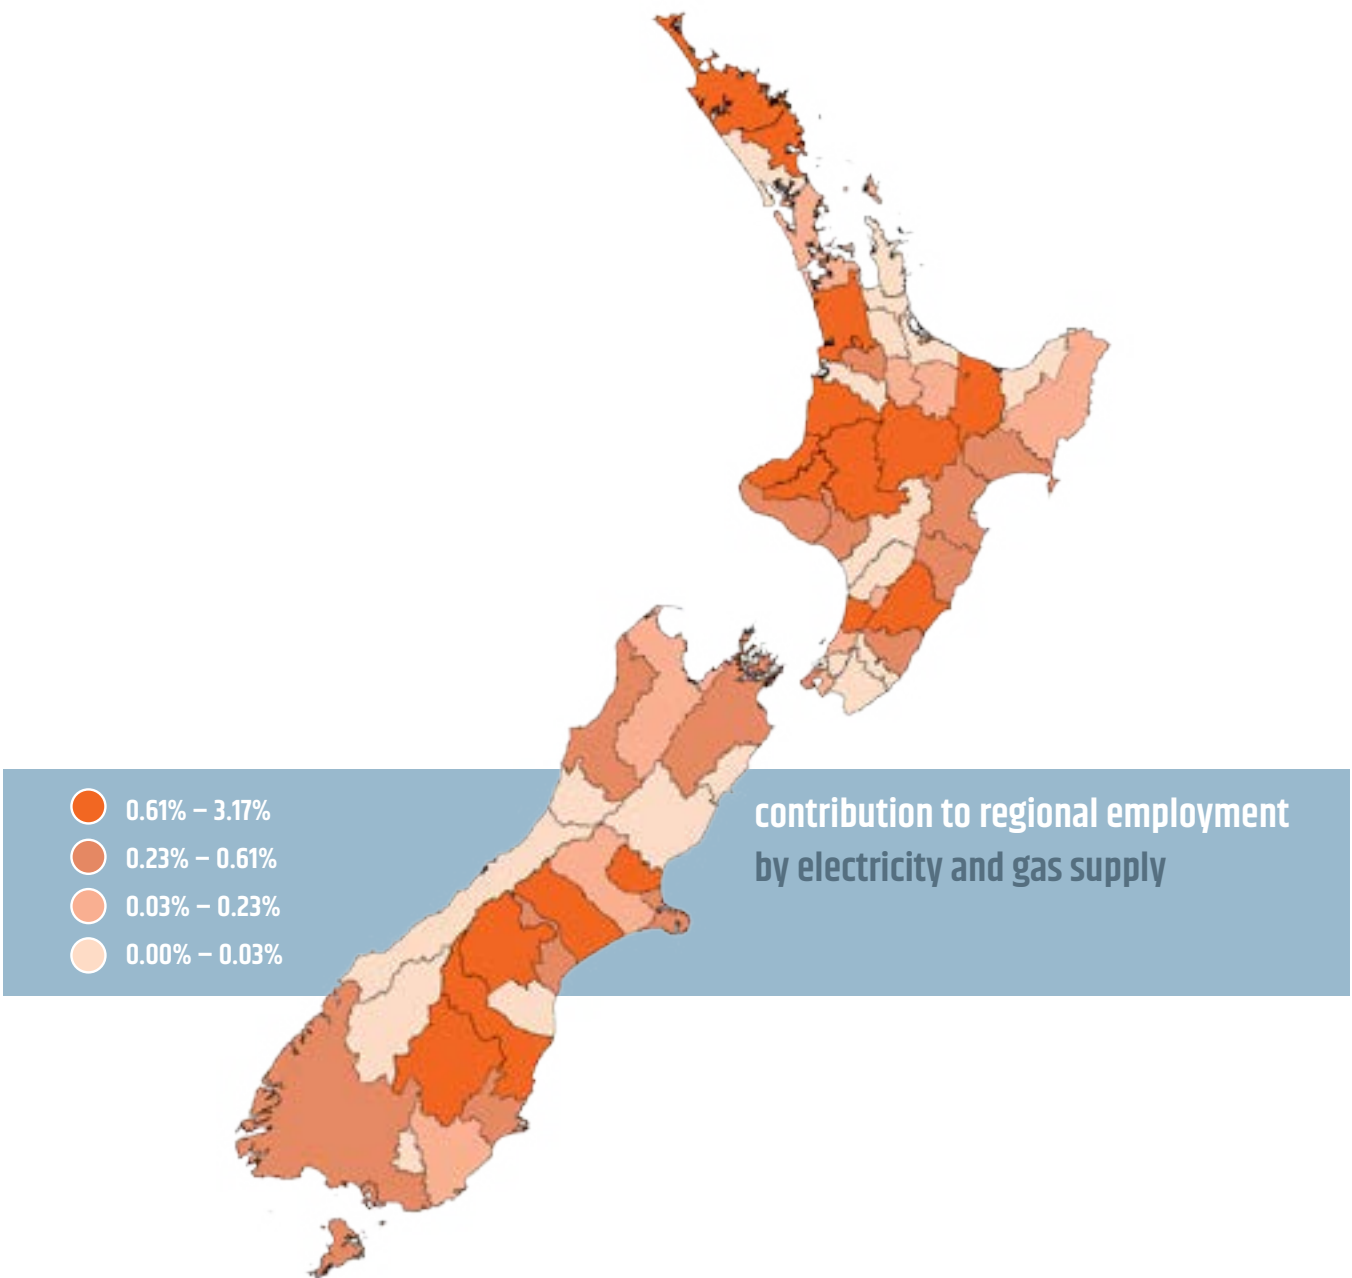 0.61% – 3.17%
0.23% – 0.61%
0.03% – 0.23%
0.00% – 0.03%
contribution to regional employment
by electricity and gas supply